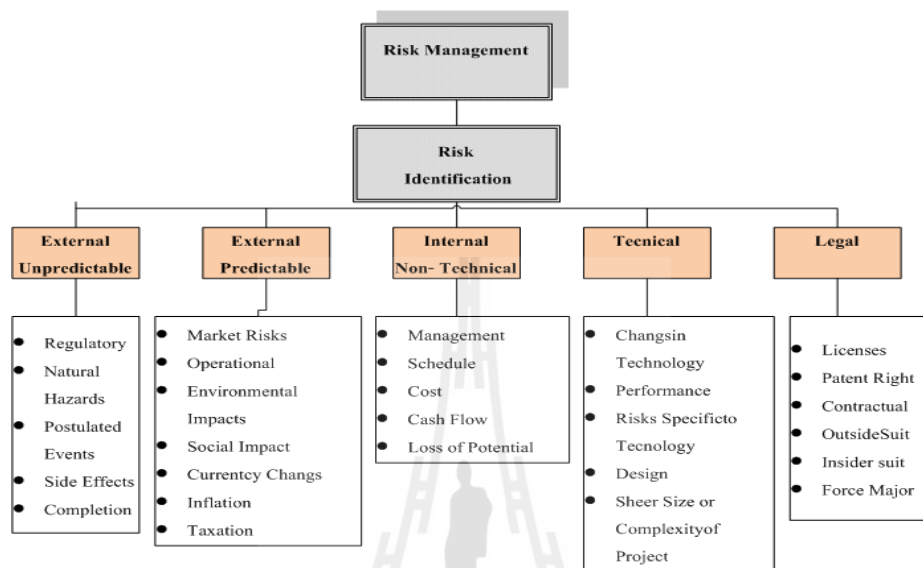 Risk Management
Risk
Identification
External
Unpredictable
External
Predictable
Internal
Non- Technical
Tecnical
Legal
● Regulatory
● Natural
Hazards
● Postulated
Events
● Side Effects
● Completion
● Market Risks
● Operational
● Environmental
Impacts
● Social Impact
● Currentcy Changs
● Inflation
● Taxation
● Management
● Schedule
● Cost
● Cash Flow
● Loss of Potential
● Changsin
Technology
● Performance
● Risks Specificto
Tecnology
● Design
● Sheer Size or
Complexityof
Project
● Licenses
● Patent Right
● Contractual
● OutsideSuit
● Insider suit
● Force Major